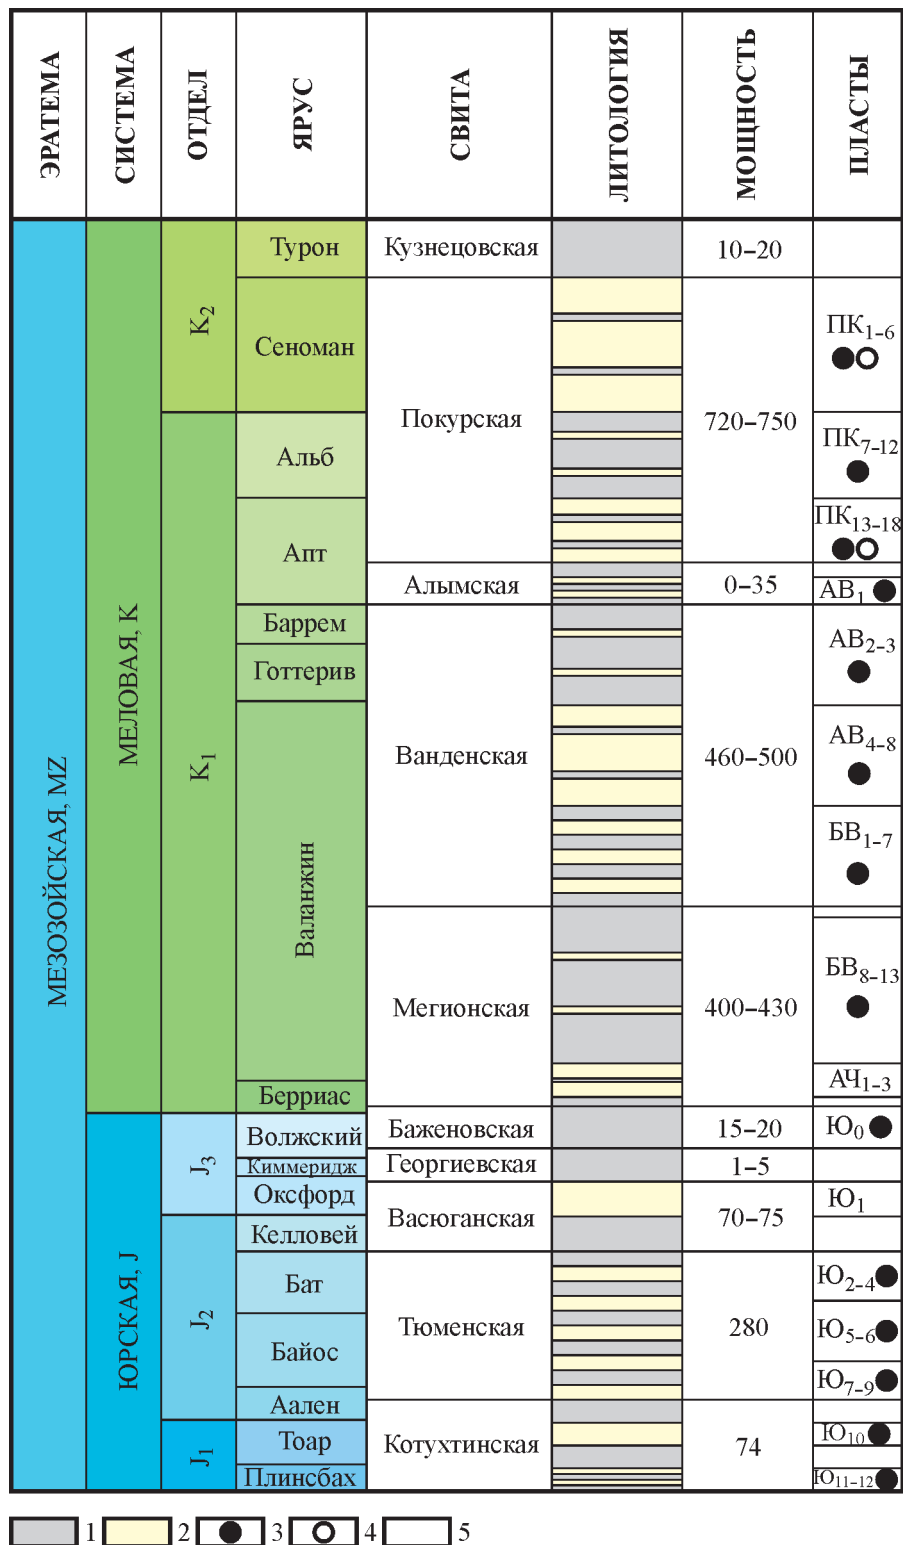 ЭРАТЕМА
СИСТЕМА
ОТДЕЛ
ЯРУС
СВИТА
ЛИТОЛОГИЯ
МОЩНОСТЬ
ПЛАСТЫ
МЕЗОЗОЙСКАЯ, MZ
МЕЛОВАЯ, K
ЮРСКАЯ, J
K2
K1
J3
J2
J1
Турон
Сеноман
Альб
Апт
Баррем
Готтерив
Валанжин
Берриас
Волжский
Киммеридж
Оксфорд
Келловей
Бат
Байос
Аален
Тоар
Плинсбах
Кузнецовская
Покурская
Алымская
Ванденская
Мегионская
Баженовская
Георгиевская
Васюганская
Тюменская
Котухтинская
10–20
720–750
0–35
460–500
400–430
15–20
1–5
70–75
280
74
ПК1–6
ПК7–12
ПК13–18
АВ1
АВ2–3
АВ4–8
БВ1–7
БВ8–13
АЧ1–3
Ю0
Ю1
Ю2–4
Ю5–6
Ю7–9
Ю10
Ю11–12
1 2 3 4 5